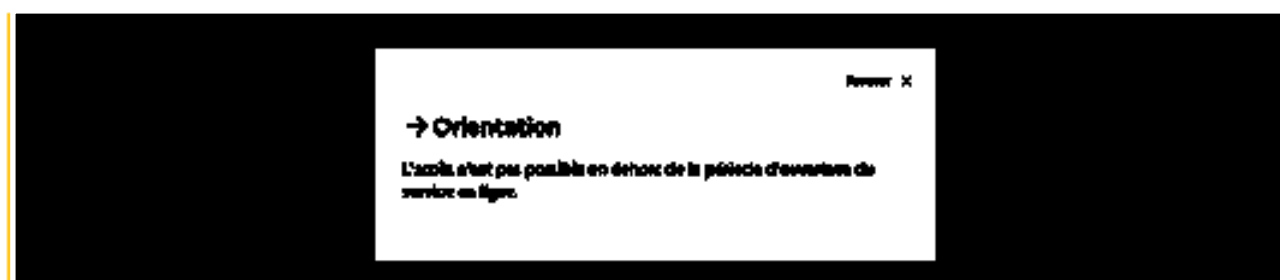 Fermer ×
→ Orientation
L'accès n'est pas possible en dehors de la période d'ouverture du
service en ligne.